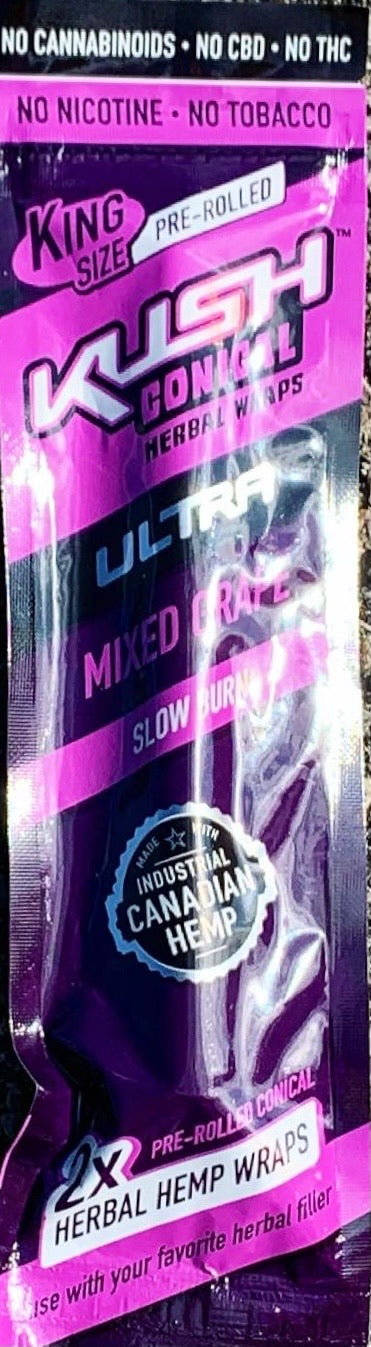 NO CANNABINOIDS • NO CBD • NO THC
NO NICOTINE • NO TOBACCO
KING
SIZE
PRE-ROLLED
KUSH™
CONICAL
HERBAL WRAPS
ULTRA
MIXED GRAPE
SLOW BURN
MADE WITH
INDUSTRIAL
CANADIAN
HEMP
2X PRE-ROLLED CONICAL
HERBAL HEMP WRAPS
use with your favorite herbal filler